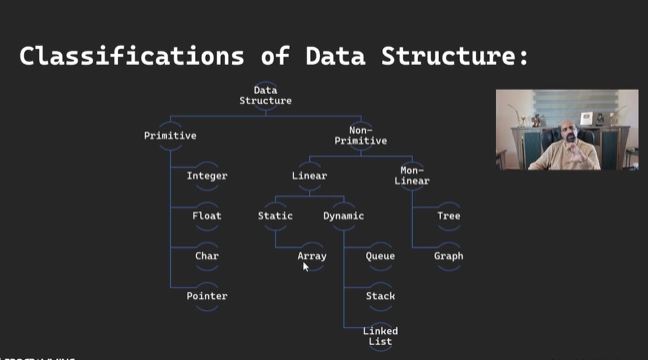 Classifications of Data Structure:
Data
Structure
Primitive
Non-
Primitive
Integer
Linear
Mon-
Linear
Float
Static
Dynamic
Tree
Char
Array
Queue
Graph
Pointer
Stack
Linked
List